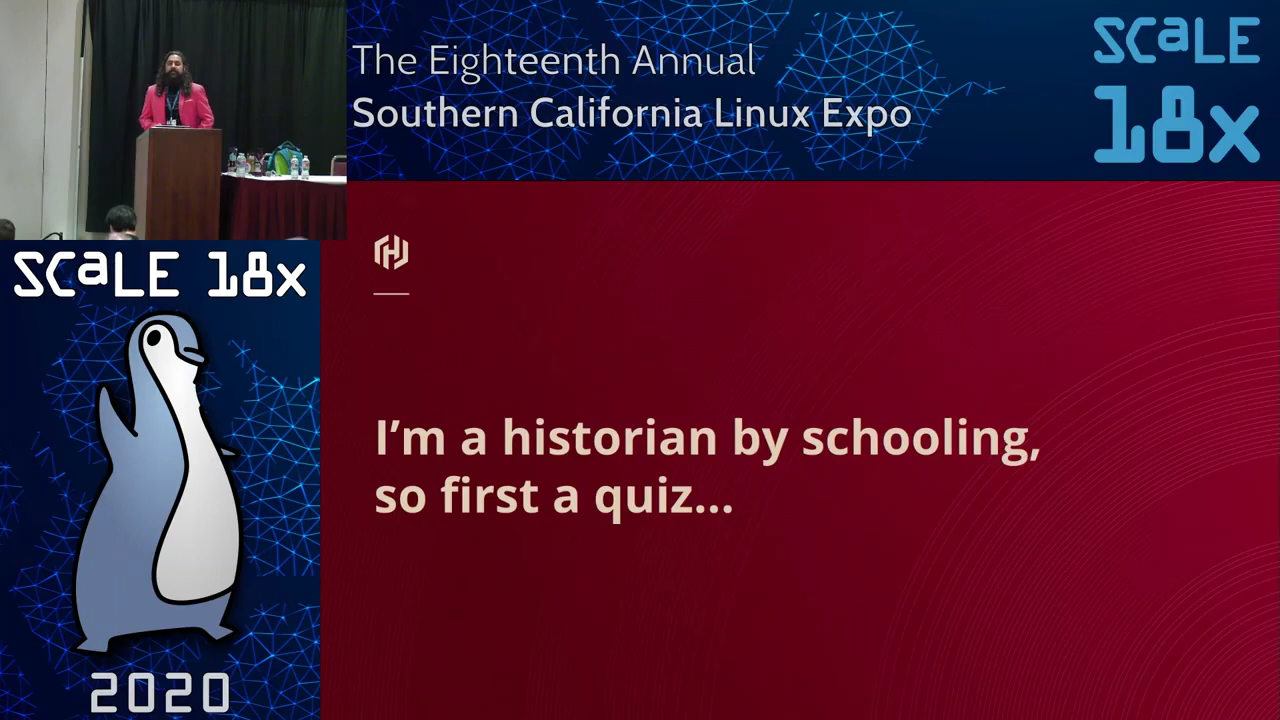 The Eighteenth Annual
Southern California Linux Expo
SCaLE
18x
SCaLE 18x
I'm a historian by schooling,
so first a quiz...
2020